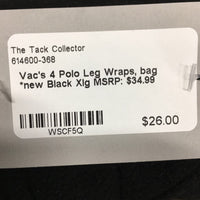 The Tack Collector
614600-368
Vac's 4 Polo Leg Wraps, bag
*new Black Xlg MSRP: $34.99
WSCF5Q
$26.00